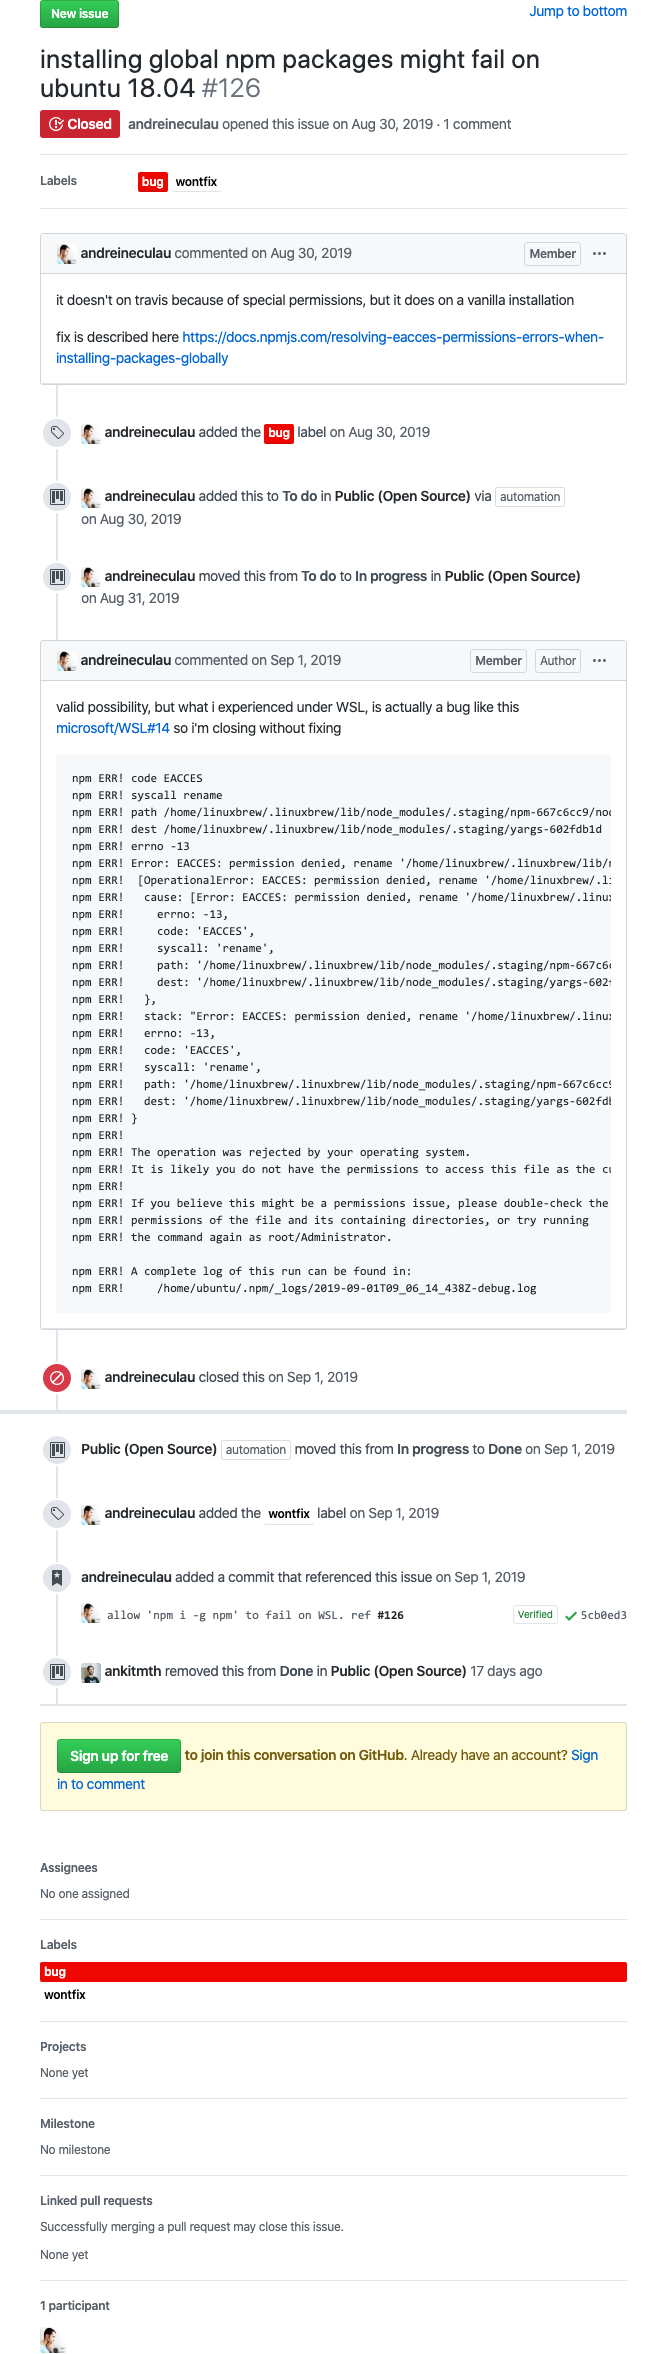 New issue
Jump to bottom
installing global npm packages might fail on
ubuntu 18.04 #126
Closed andreineculau opened this issue on Aug 30, 2019 · 1 comment
Labels bug wontfix
andreineculau commented on Aug 30, 2019 Member ···
it doesn't on travis because of special permissions, but it does on a vanilla installation
fix is described here https://docs.npmjs.com/resolving-eacces-permissions-errors-when-
installing-packages-globally
andreineculau added the bug label on Aug 30, 2019
andreineculau added this to To do in Public (Open Source) via automation
on Aug 30, 2019
andreineculau moved this from To do to In progress in Public (Open Source)
on Aug 31, 2019
andreineculau commented on Sep 1, 2019 Member Author ···
valid possibility, but what i experienced under WSL, is actually a bug like this
microsoft/WSL#14 so i'm closing without fixing
npm ERR! code EACCES
npm ERR! syscall rename
npm ERR! path /home/linuxbrew/.linuxbrew/lib/node_modules/.staging/npm-667c6cc9/nod
npm ERR! dest /home/linuxbrew/.linuxbrew/lib/node_modules/.staging/yargs-602fdb1d
npm ERR! errno -13
npm ERR! Error: EACCES: permission denied, rename '/home/linuxbrew/.linuxbrew/lib/n
npm ERR!  [OperationalError: EACCES: permission denied, rename '/home/linuxbrew/.li
npm ERR!   cause: [Error: EACCES: permission denied, rename '/home/linuxbrew/.linux
npm ERR!     errno: -13,
npm ERR!     code: 'EACCES',
npm ERR!     syscall: 'rename',
npm ERR!     path: '/home/linuxbrew/.linuxbrew/lib/node_modules/.staging/npm-667c6c
npm ERR!     dest: '/home/linuxbrew/.linuxbrew/lib/node_modules/.staging/yargs-602f
npm ERR!   },
npm ERR!   stack: "Error: EACCES: permission denied, rename '/home/linuxbrew/.linux
npm ERR!   errno: -13,
npm ERR!   code: 'EACCES',
npm ERR!   syscall: 'rename',
npm ERR!   path: '/home/linuxbrew/.linuxbrew/lib/node_modules/.staging/npm-667c6cc9
npm ERR!   dest: '/home/linuxbrew/.linuxbrew/lib/node_modules/.staging/yargs-602fdb
npm ERR! }
npm ERR!
npm ERR! The operation was rejected by your operating system.
npm ERR! It is likely you do not have the permissions to access this file as the cu
npm ERR!
npm ERR! If you believe this might be a permissions issue, please double-check the
npm ERR! permissions of the file and its containing directories, or try running
npm ERR! the command again as root/Administrator.
npm ERR! A complete log of this run can be found in:
npm ERR!     /home/ubuntu/.npm/_logs/2019-09-01T09_06_14_438Z-debug.log
andreineculau closed this on Sep 1, 2019
Public (Open Source) automation moved this from In progress to Done on Sep 1, 2019
andreineculau added the wontfix label on Sep 1, 2019
andreineculau added a commit that referenced this issue on Sep 1, 2019
allow 'npm i -g npm' to fail on WSL. ref #126 Verified 5cb0ed3
ankitmth removed this from Done in Public (Open Source) 17 days ago
Sign up for free to join this conversation on GitHub. Already have an account? Sign
in to comment
Assignees
No one assigned
Labels
bug
wontfix
Projects
None yet
Milestone
No milestone
Linked pull requests
Successfully merging a pull request may close this issue.
None yet
1 participant